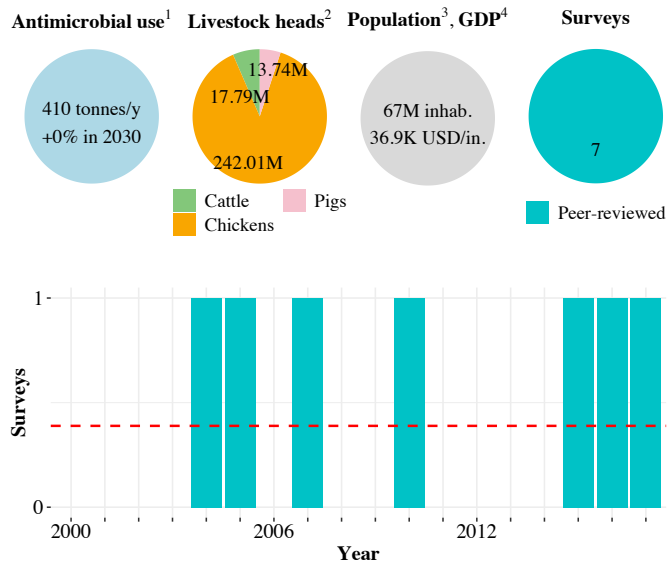 Antimicrobial use1 Livestock heads2 Population3, GDP4 Surveys
410 tonnes/y
+0% in 2030
13.74M
17.79M
242.01M
67M inhab.
36.9K USD/in.
7
Cattle Pigs
Chickens
Peer-reviewed
1
0
Surveys
2000 2006 2012
Year